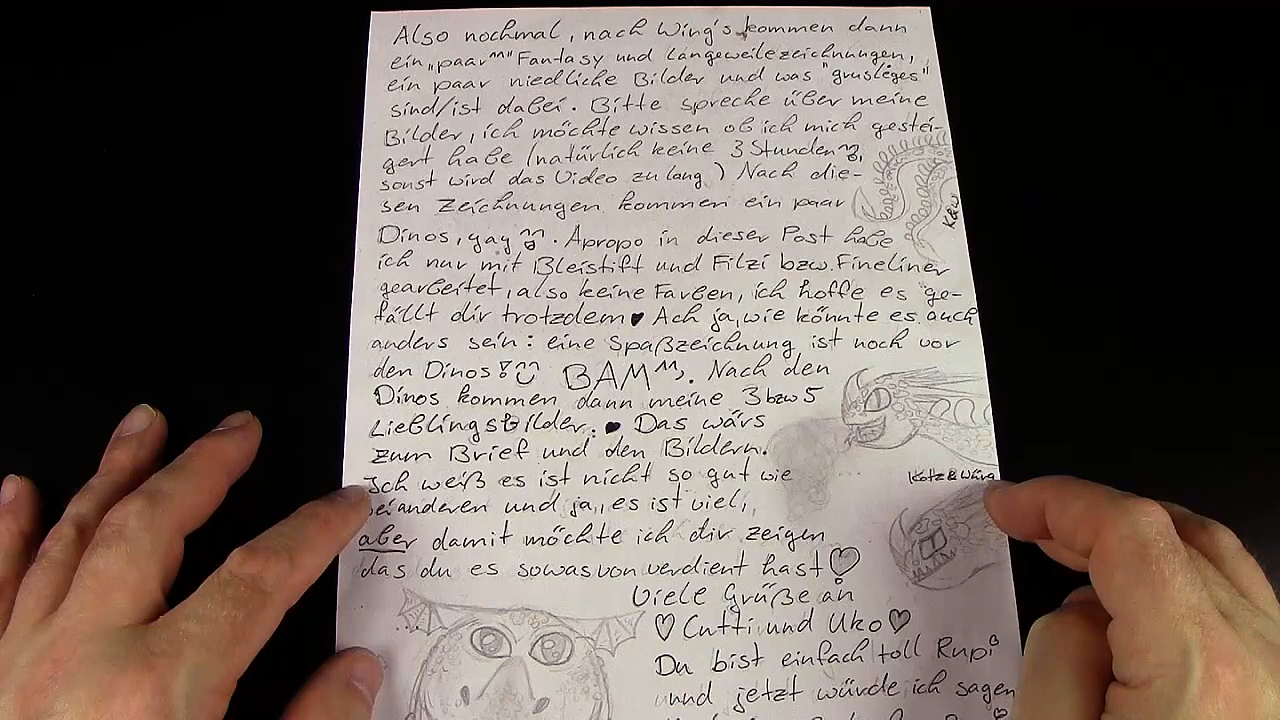 Also nochmal, nach Wing's kommen dann
ein „paar^^" Fantasy und Langeweilezeichnungen,
ein paar niedliche Bilder und was "grusliges"
sind/ist dabei. Bitte spreche über meine
Bilder, ich möchte wissen ob ich mich gestei-
gert habe (natürlich keine 3 Stunden^^,
sonst wird das Video zu lang) Nach die-
sen Zeichnungen kommen ein paar
K&W
Dinos, yay ^^. Apropo in dieser Post habe
ich nur mit Bleistift und Filzi bzw. Fineliner
gearbeitet, also keine Farben, ich hoffe es ge-
fällt dir trotzdem ♥ Ach ja, wie könnte es auch
anders sein: eine Spaßzeichnung ist noch vor
den Dinos! BAM^^. Nach den
Dinos kommen dann meine 3 bzw 5
Lieblingsbilder. ♥ Das wärs
zum Brief und den Bildern.
Ich weiß es ist nicht so gut wie
Kotz & Würg
bei anderen und ja, es ist viel,
aber damit möchte ich dir zeigen
das du es sowas von verdient hast ♡
Viele Grüße an
♡ Cutti und Uko ♡
Du bist einfach toll Rupi
und jetzt würde ich sagen